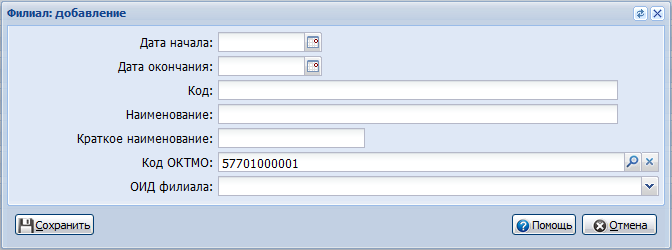 Филиал: добавление
Дата начала:
Дата окончания:
Код:
Наименование:
Краткое наименование:
Код ОКТМО: 57701000001
ОИД филиала:
Сохранить Помощь Отмена